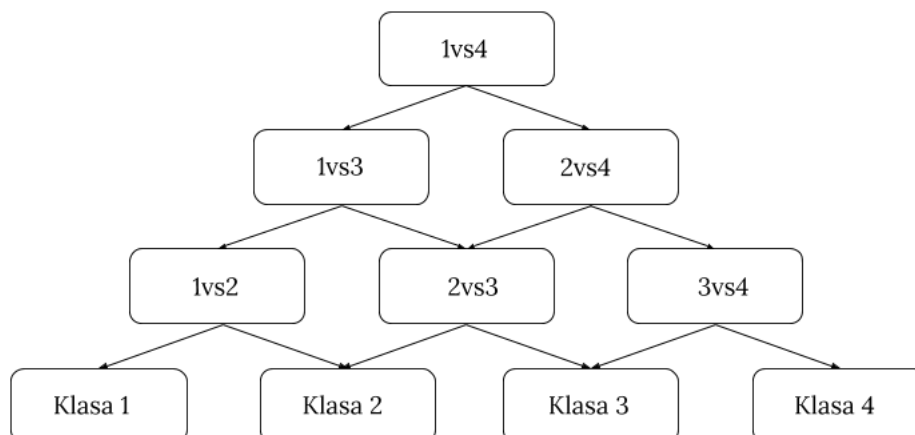 1vs4
1vs3
2vs4
1vs2
2vs3
3vs4
Klasa 1
Klasa 2
Klasa 3
Klasa 4